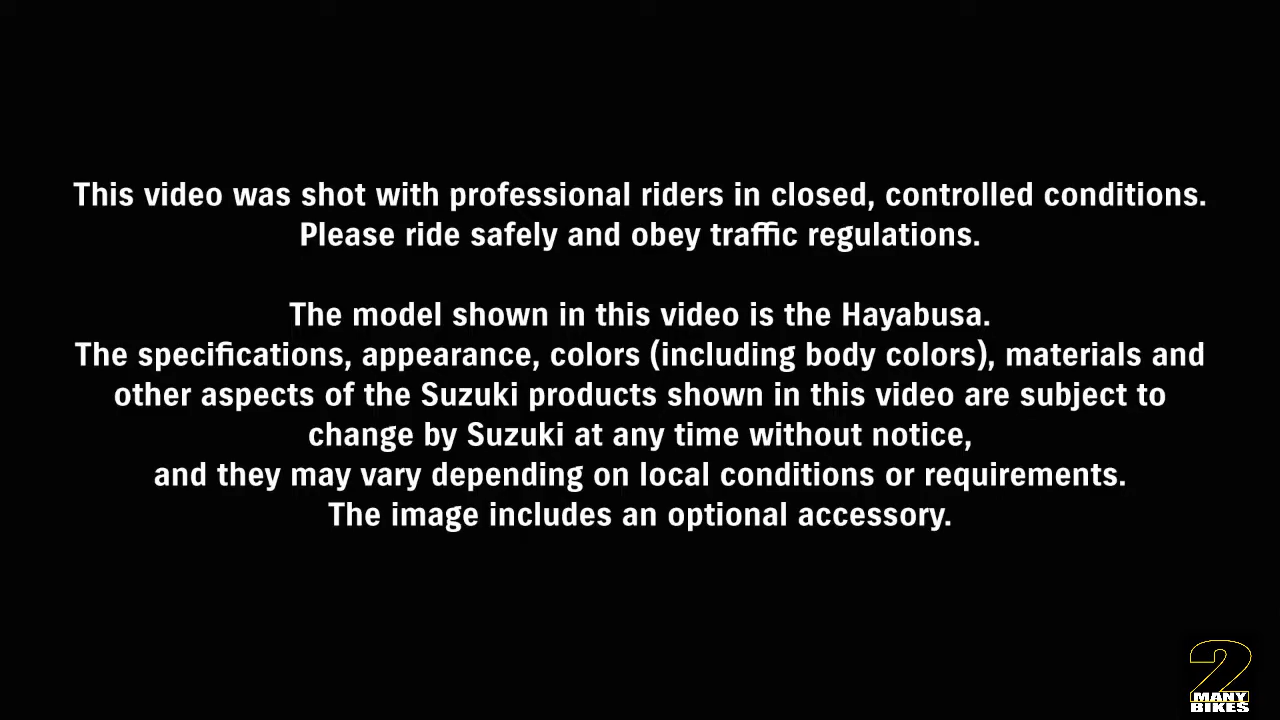 This video was shot with professional riders in closed, controlled conditions.
Please ride safely and obey traffic regulations.
The model shown in this video is the Hayabusa.
The specifications, appearance, colors (including body colors), materials and
other aspects of the Suzuki products shown in this video are subject to
change by Suzuki at any time without notice,
and they may vary depending on local conditions or requirements.
The image includes an optional accessory.
2
MANY
BIKES